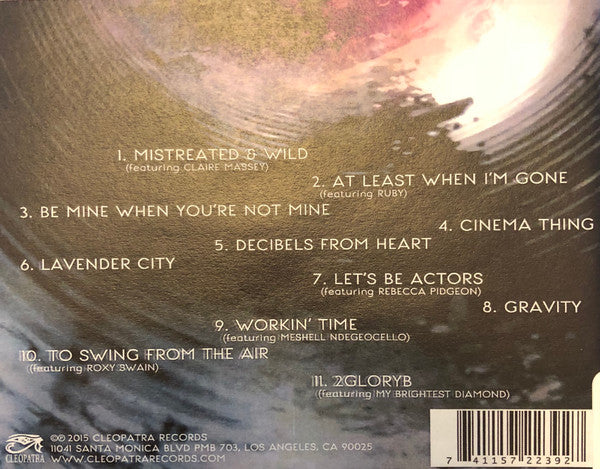 1. MISTREATED & WILD
(featuring CLAIRE MASSEY)
2. AT LEAST WHEN I'M GONE
(featuring RUBY)
3. BE MINE WHEN YOU'RE NOT MINE
4. CINEMA THING
5. DECIBELS FROM HEART
6. LAVENDER CITY
7. LET'S BE ACTORS
(featuring REBECCA PIDGEON)
8. GRAVITY
9. WORKIN' TIME
(featuring MESHELL NDEGEOCELLO)
10. TO SWING FROM THE AIR
(featuring ROXY SWAIN)
11. 2GLORYB
(featuring MY BRIGHTEST DIAMOND)
CLEOPATRA
©℗ 2015 CLEOPATRA RECORDS
11041 SANTA MONICA BLVD PMB 703, LOS ANGELES, CA 90025
WWW.CLEOPATRARECORDS.COM
7 41157 22392